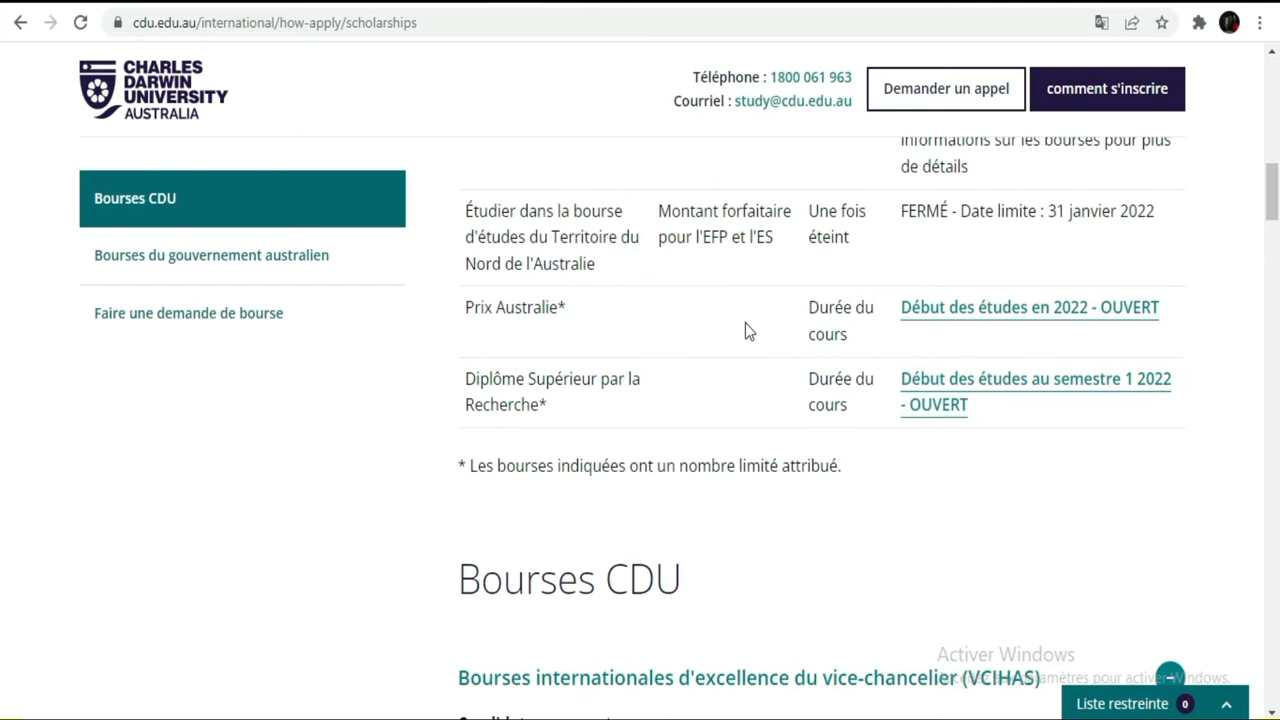 cdu.edu.au/international/how-apply/scholarships
CHARLES
DARWIN
UNIVERSITY
AUSTRALIA
Téléphone : 1800 061 963
Courriel : study@cdu.edu.au
Demander un appel
comment s'inscrire
Bourses CDU
Bourses du gouvernement australien
Faire une demande de bourse
informations sur les bourses pour plus
de détails
Étudier dans la bourse
d'études du Territoire du
Nord de l'Australie
Montant forfaitaire
pour l'EFP et l'ES
Une fois
éteint
FERMÉ - Date limite : 31 janvier 2022
Prix Australie*
Durée du
cours
Début des études en 2022 - OUVERT
Diplôme Supérieur par la
Recherche*
Durée du
cours
Début des études au semestre 1 2022
- OUVERT
* Les bourses indiquées ont un nombre limité attribué.
Bourses CDU
Bourses internationales d'excellence du vice-chancelier (VCIHAS)
Activer Windows
paramètres pour activer Windows.
Liste restreinte 0